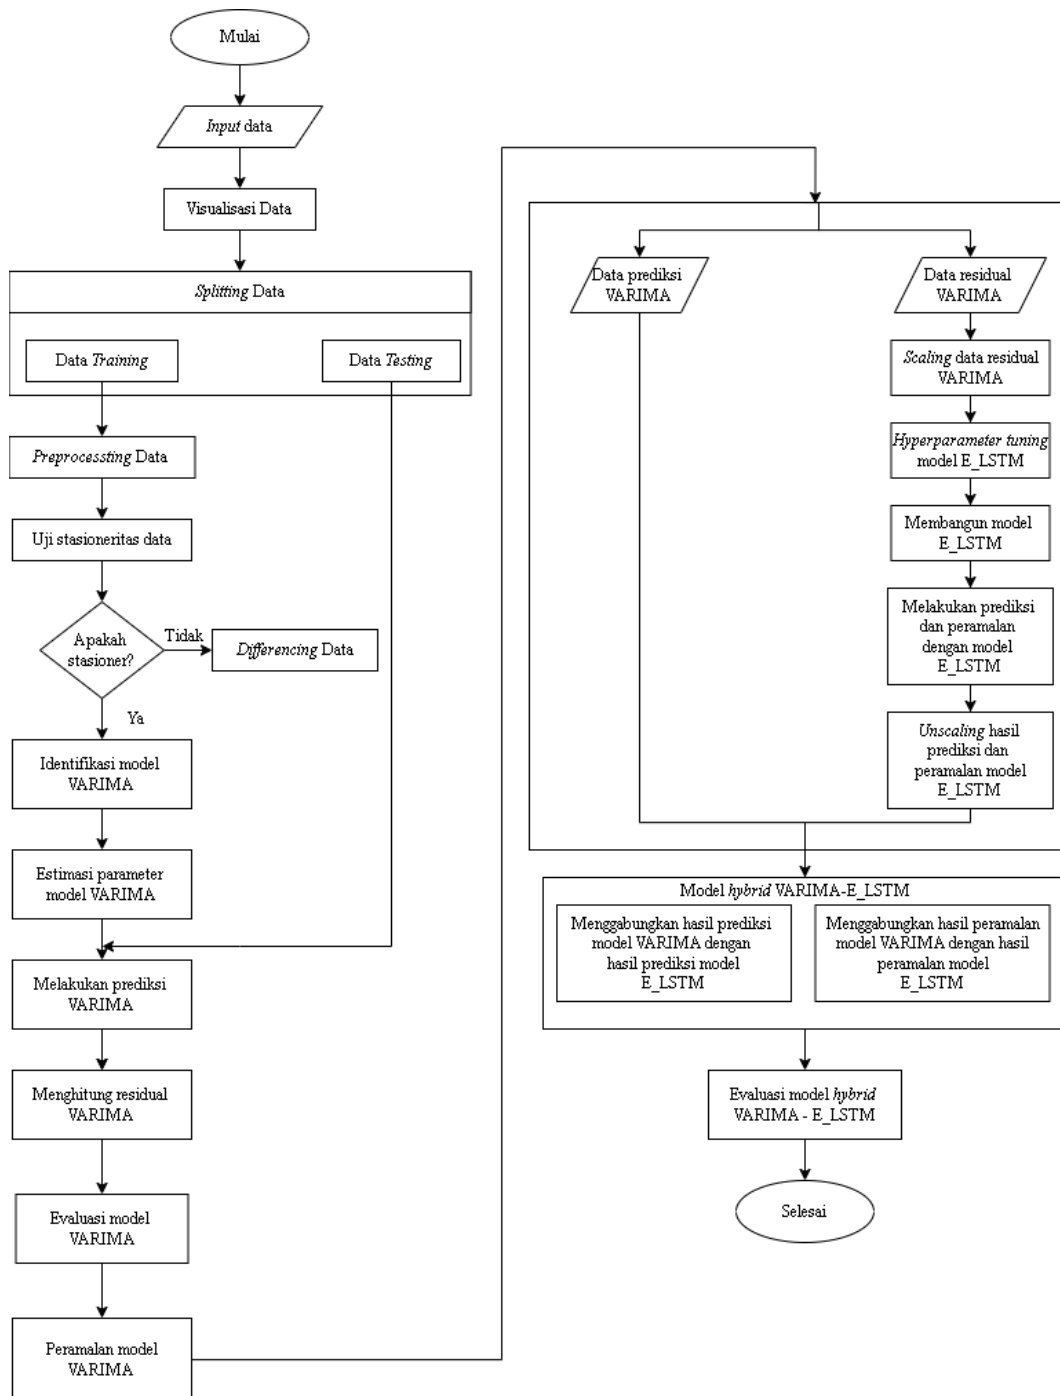 Mulai
Input data
Visualisasi Data
Splitting Data
Data Training
Data Testing
Preprocessting Data
Uji stasioneritas data
Apakah
stasioner?
Tidak
Differencing Data
Ya
Identifikasi model
VARIMA
Estimasi parameter
model VARIMA
Melakukan prediksi
VARIMA
Menghitung residual
VARIMA
Evaluasi model
VARIMA
Peramalan model
VARIMA
Data prediksi
VARIMA
Data residual
VARIMA
Scaling data residual
VARIMA
Hyperparameter tuning
model E_LSTM
Membangun model
E_LSTM
Melakukan prediksi
dan peramalan
dengan model
E_LSTM
Unscaling hasil
prediksi dan
peramalan model
E_LSTM
Model hybrid VARIMA-E_LSTM
Menggabungkan hasil prediksi
model VARIMA dengan
hasil prediksi model
E_LSTM
Menggabungkan hasil peramalan
model VARIMA dengan hasil
peramalan model
E_LSTM
Evaluasi model hybrid
VARIMA - E_LSTM
Selesai